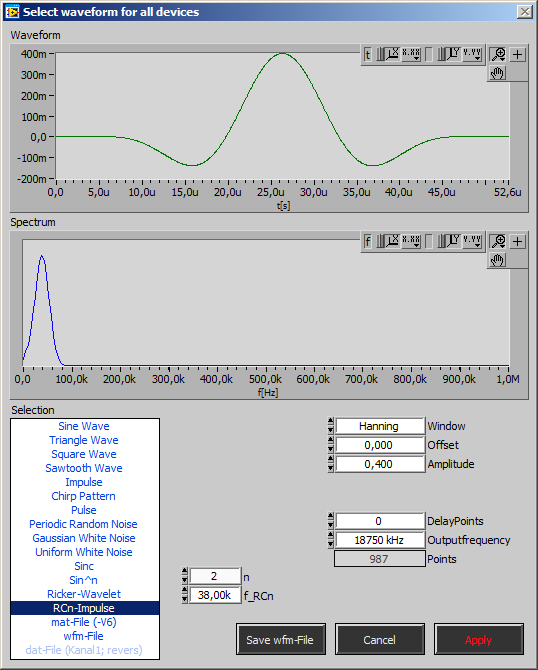 Select waveform for all devices
Waveform
t X.XX Y.YY
400m
300m
200m
100m
0,0
-100m
-200m
0,0 5,0u 10,0u 15,0u 20,0u 25,0u 30,0u 35,0u 40,0u 45,0u 52,6u
t[s]
Spectrum
f X.XX Y.YY
0,0 100,0k 200,0k 300,0k 400,0k 500,0k 600,0k 700,0k 800,0k 900,0k 1,0M
f[Hz]
Selection
Sine Wave
Triangle Wave
Square Wave
Sawtooth Wave
Impulse
Chirp Pattern
Pulse
Periodic Random Noise
Gaussian White Noise
Uniform White Noise
Sinc
Sin^n
Ricker-Wavelet
RCn-Impulse
mat-File (-V6)
wfm-File
dat-File (Kanal1; revers)
Hanning Window
0,000 Offset
0,400 Amplitude
0 DelayPoints
18750 kHz Outputfrequency
987 Points
2 n
38,00k f_RCn
Save wfm-File Cancel Apply